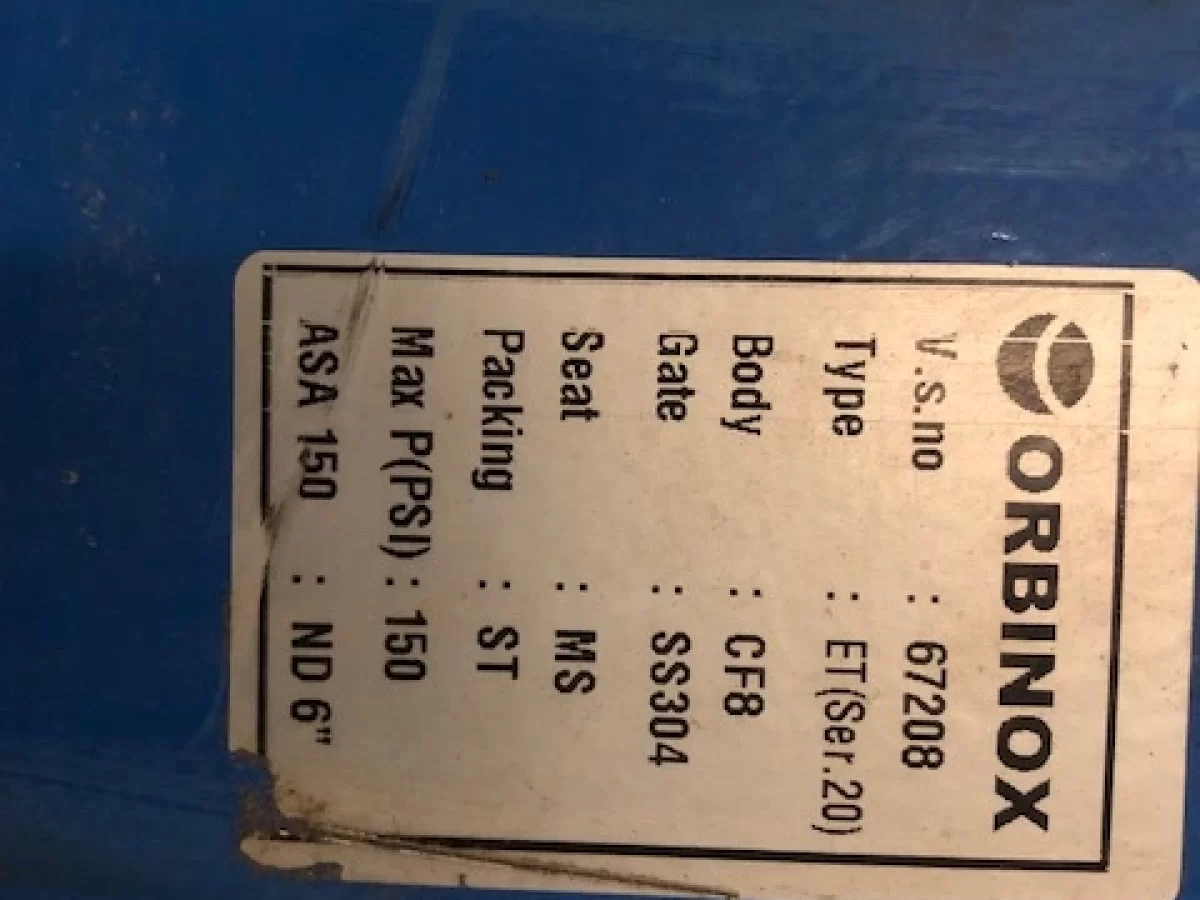 ORBINOX
V.s.no : 67208
Type : ET(Ser.20)
Body : CF8
Gate : SS304
Seat : MS
Packing : ST
Max P(PSI) : 150
ASA 150 : ND 6"